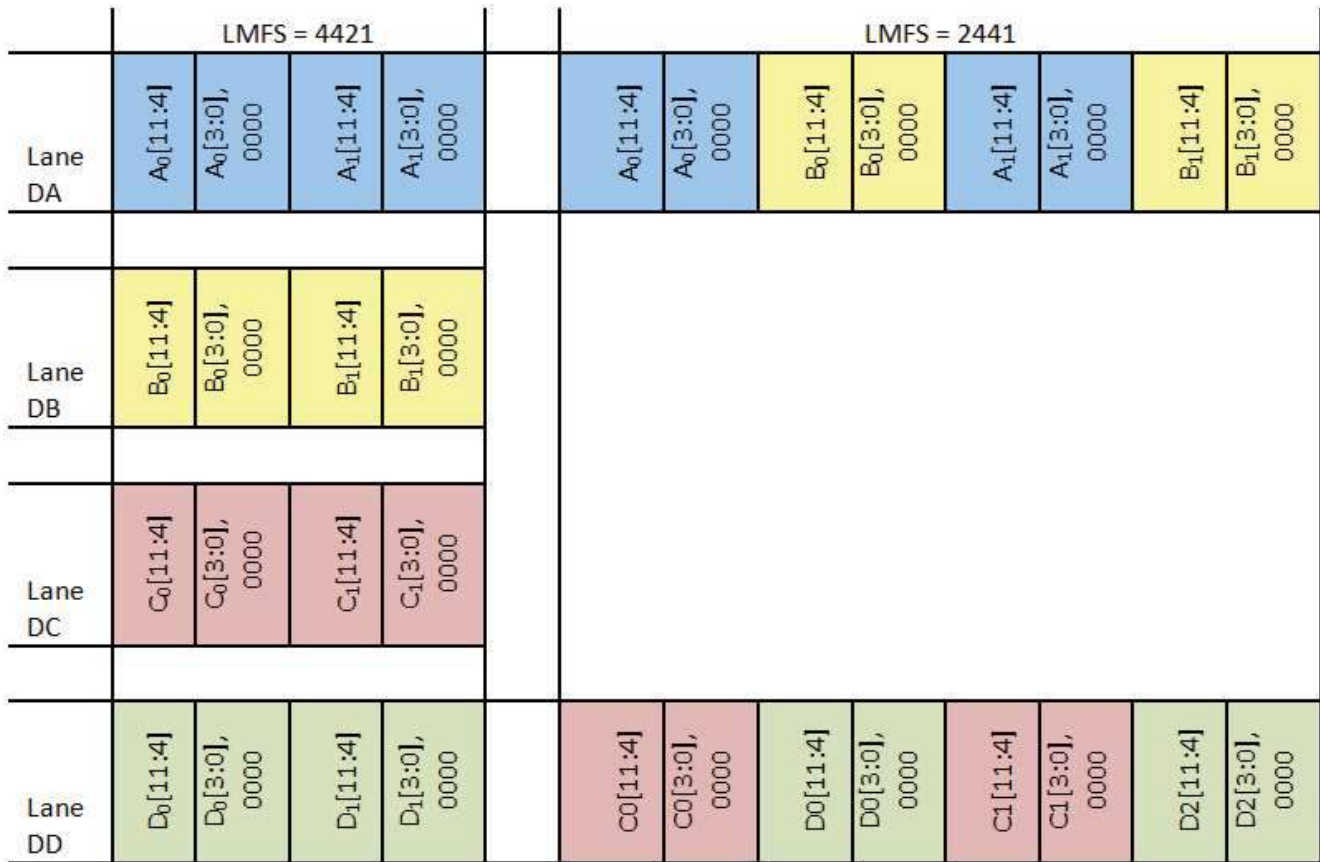 LMFS = 4421
LMFS = 2441
Lane
DA
A₀[11:4]
A₀[3:0],
0000
A₁[11:4]
A₁[3:0],
0000
A₀[11:4]
A₀[3:0],
0000
B₀[11:4]
B₀[3:0],
0000
A₁[11:4]
A₁[3:0],
0000
B₁[11:4]
B₁[3:0],
0000
Lane
DB
B₀[11:4]
B₀[3:0],
0000
B₁[11:4]
B₁[3:0],
0000
Lane
DC
C₀[11:4]
C₀[3:0],
0000
C₁[11:4]
C₁[3:0],
0000
Lane
DD
D₀[11:4]
D₀[3:0],
0000
D₁[11:4]
D₁[3:0],
0000
C0[11:4]
C0[3:0],
0000
D0[11:4]
D0[3:0],
0000
C1[11:4]
C1[3:0],
0000
D2[11:4]
D2[3:0],
0000